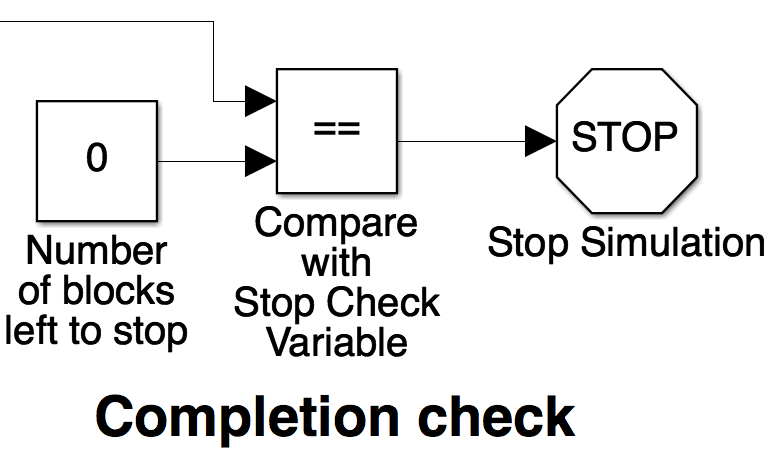 0
Number
of blocks
left to stop
==
Compare
with
Stop Check
Variable
STOP
Stop Simulation
Completion check